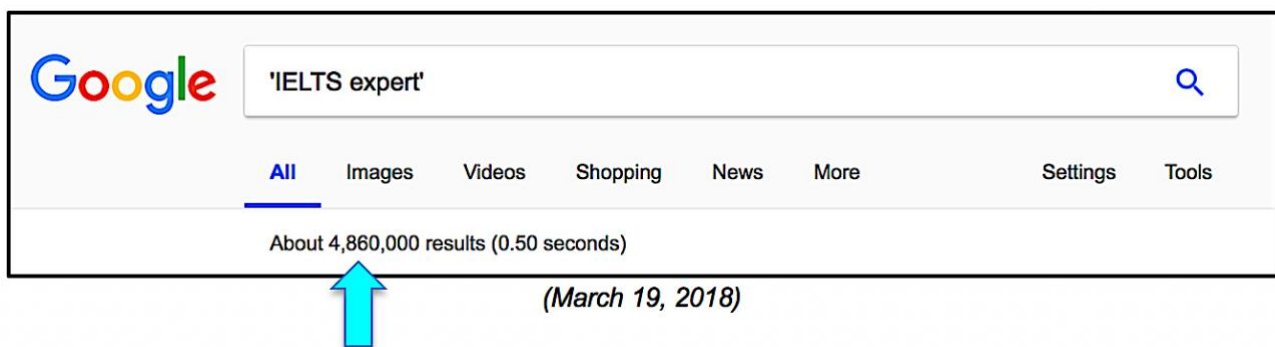 Google 'IELTS expert'
All Images Videos Shopping News More Settings Tools
About 4,860,000 results (0.50 seconds)
(March 19, 2018)